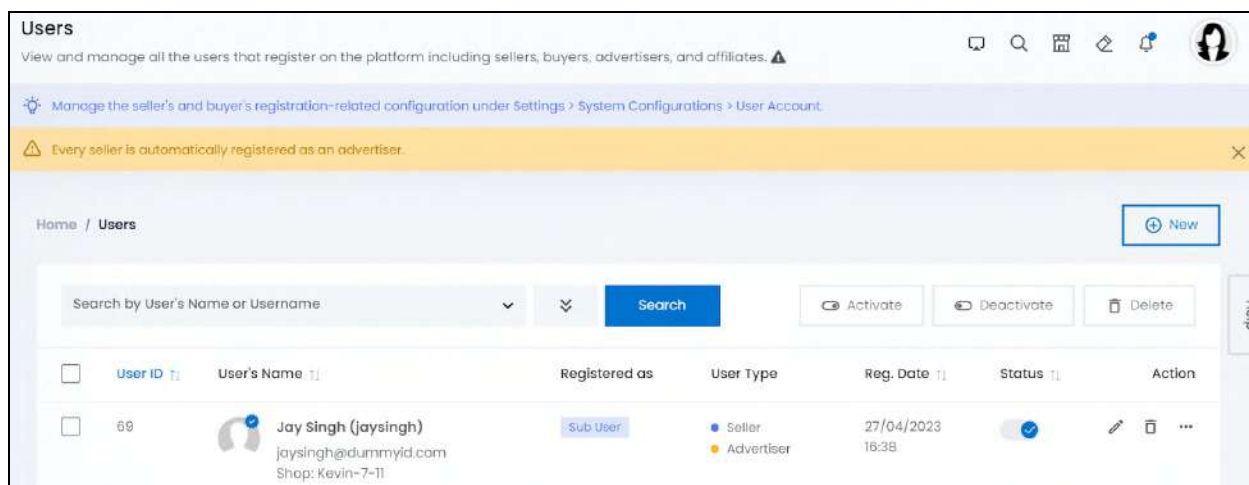 Users
View and manage all the users that register on the platform including sellers, buyers, advertisers, and affiliates.
Manage the seller's and buyer's registration-related configuration under Settings > System Configurations > User Account.
Every seller is automatically registered as an advertiser.
Home / Users
New
Search by User's Name or Username
Search
Activate
Deactivate
Delete
User ID
User's Name
Registered as
User Type
Reg. Date
Status
Action
69
Jay Singh (jaysingh)
jaysingh@dummyid.com
Shop: Kevin-7-11
Sub User
Seller
Advertiser
27/04/2023
16:38